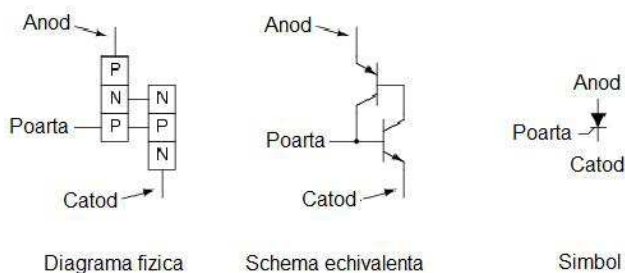 Anod
P
N N
Poarta P P
N
Catod
Diagrama fizica
Anod
Poarta
Catod
Schema echivalenta
Anod
Poarta
Catod
Simbol